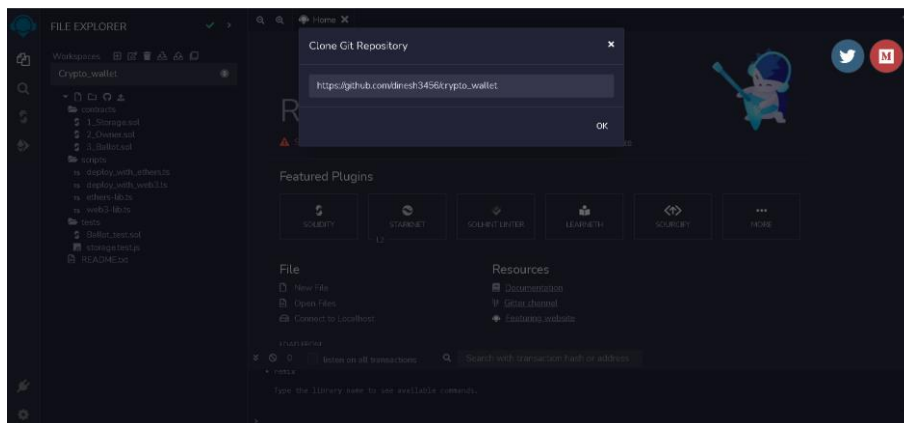 FILE EXPLORER
Home
Workspaces
Crypto_wallet
contracts
1_Storage.sol
2_Owner.sol
3_Ballot.sol
scripts
deploy_with_ethers.ts
deploy_with_web3.ts
ethers-lib.ts
web3-lib.ts
tests
Ballot_test.sol
storage.test.js
README.txt
Clone Git Repository
https://github.com/dinesh3456/crypto_wallet
OK
R
Featured Plugins
SOLIDITY
STARKNET
SOLHINT LINTER
LEARNETH
SOURCIFY
MORE
File
New File
Open Files
Connect to Localhost
Resources
Documentation
Gitter channel
Featuring website
0
listen on all transactions
Search with transaction hash or address
Type the library name to see available commands.
>
M